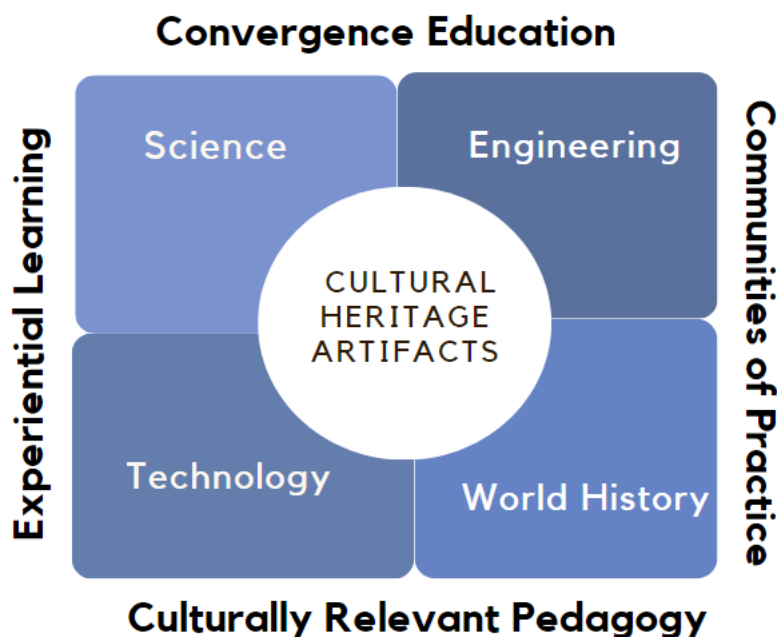 Convergence Education
Science
Engineering
Experiential Learning
CULTURAL
HERITAGE
ARTIFACTS
Communities of Practice
Technology
World History
Culturally Relevant Pedagogy